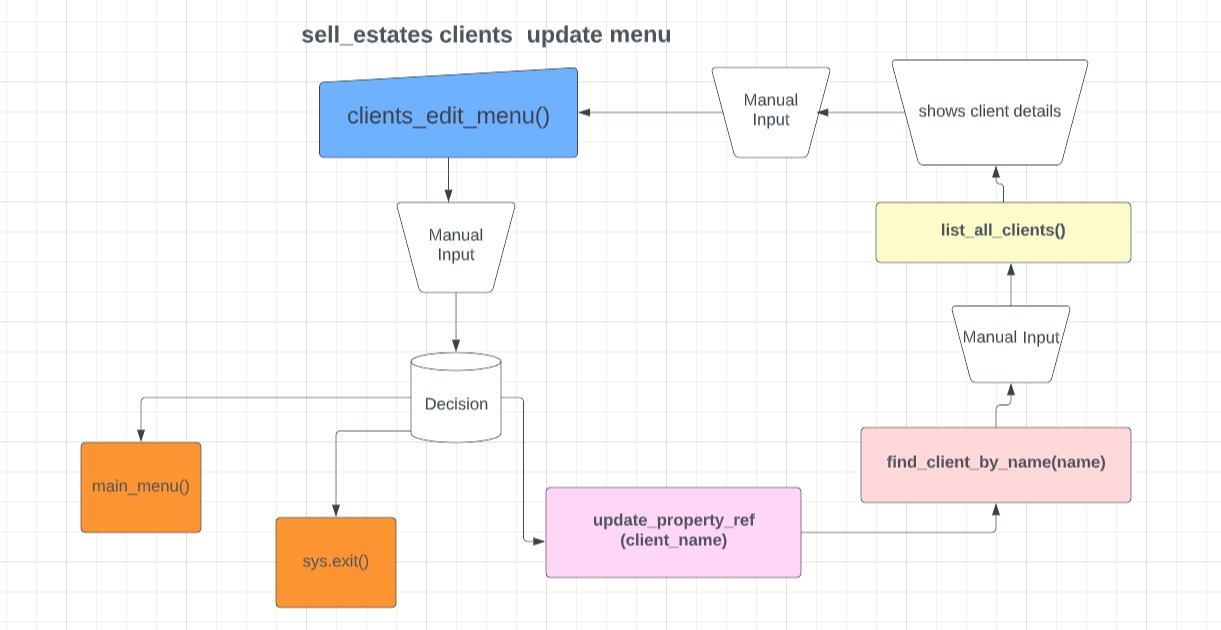 sell_estates clients  update menu
clients_edit_menu()
Manual
Input
shows client details
Manual
Input
list_all_clients()
Manual Input
Decision
find_client_by_name(name)
main_menu()
update_property_ref
(client_name)
sys.exit()